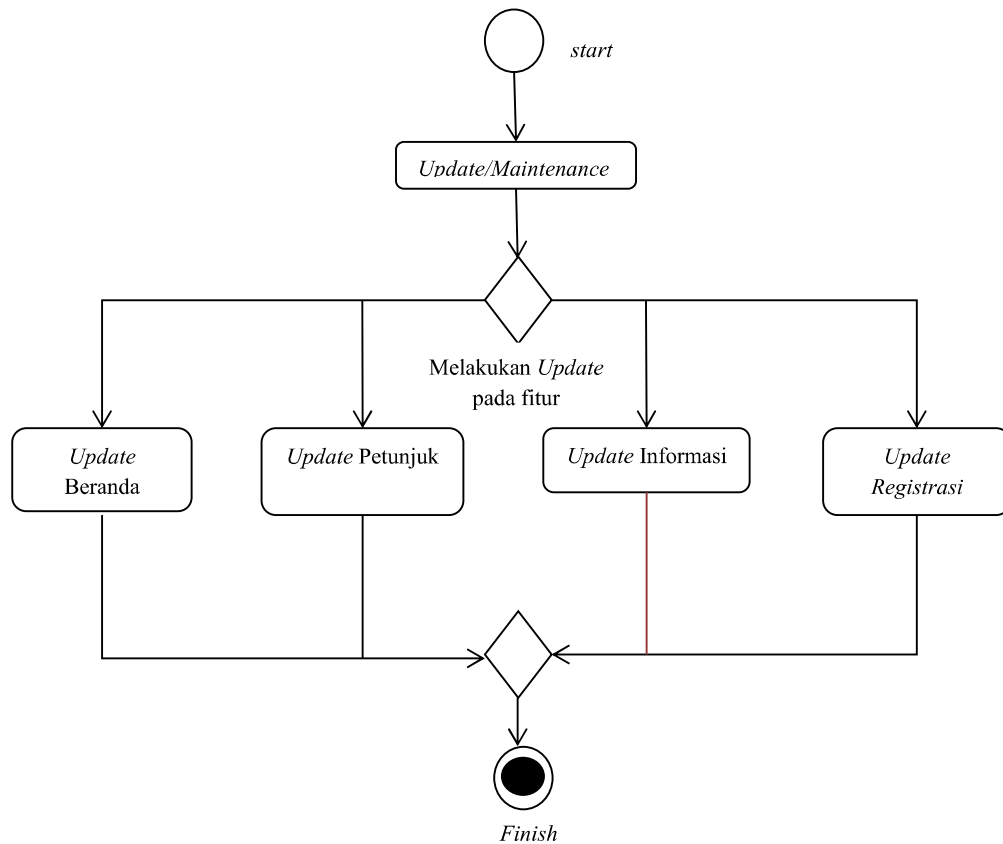 start
Update/Maintenance
Melakukan Update
pada fitur
Update
Beranda
Update Petunjuk
Update Informasi
Update
Registrasi
Finish